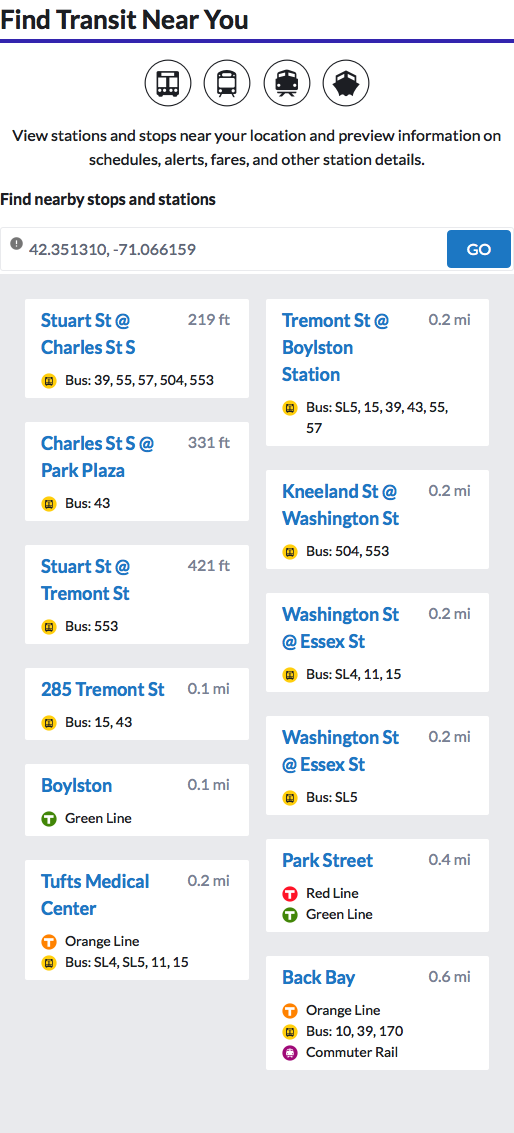 Find Transit Near You
View stations and stops near your location and preview information on
schedules, alerts, fares, and other station details.
Find nearby stops and stations
42.351310, -71.066159
GO
Stuart St @ 219 ft
Charles St S
Bus: 39, 55, 57, 504, 553
Charles St S @ 331 ft
Park Plaza
Bus: 43
Stuart St @ 421 ft
Tremont St
Bus: 553
285 Tremont St 0.1 mi
Bus: 15, 43
Boylston 0.1 mi
T Green Line
Tufts Medical 0.2 mi
Center
T Orange Line
Bus: SL4, SL5, 11, 15
Tremont St @ 0.2 mi
Boylston
Station
Bus: SL5, 15, 39, 43, 55,
57
Kneeland St @ 0.2 mi
Washington St
Bus: 504, 553
Washington St 0.2 mi
@ Essex St
Bus: SL4, 11, 15
Washington St 0.2 mi
@ Essex St
Bus: SL5
Park Street 0.4 mi
T Red Line
T Green Line
Back Bay 0.6 mi
T Orange Line
Bus: 10, 39, 170
Commuter Rail